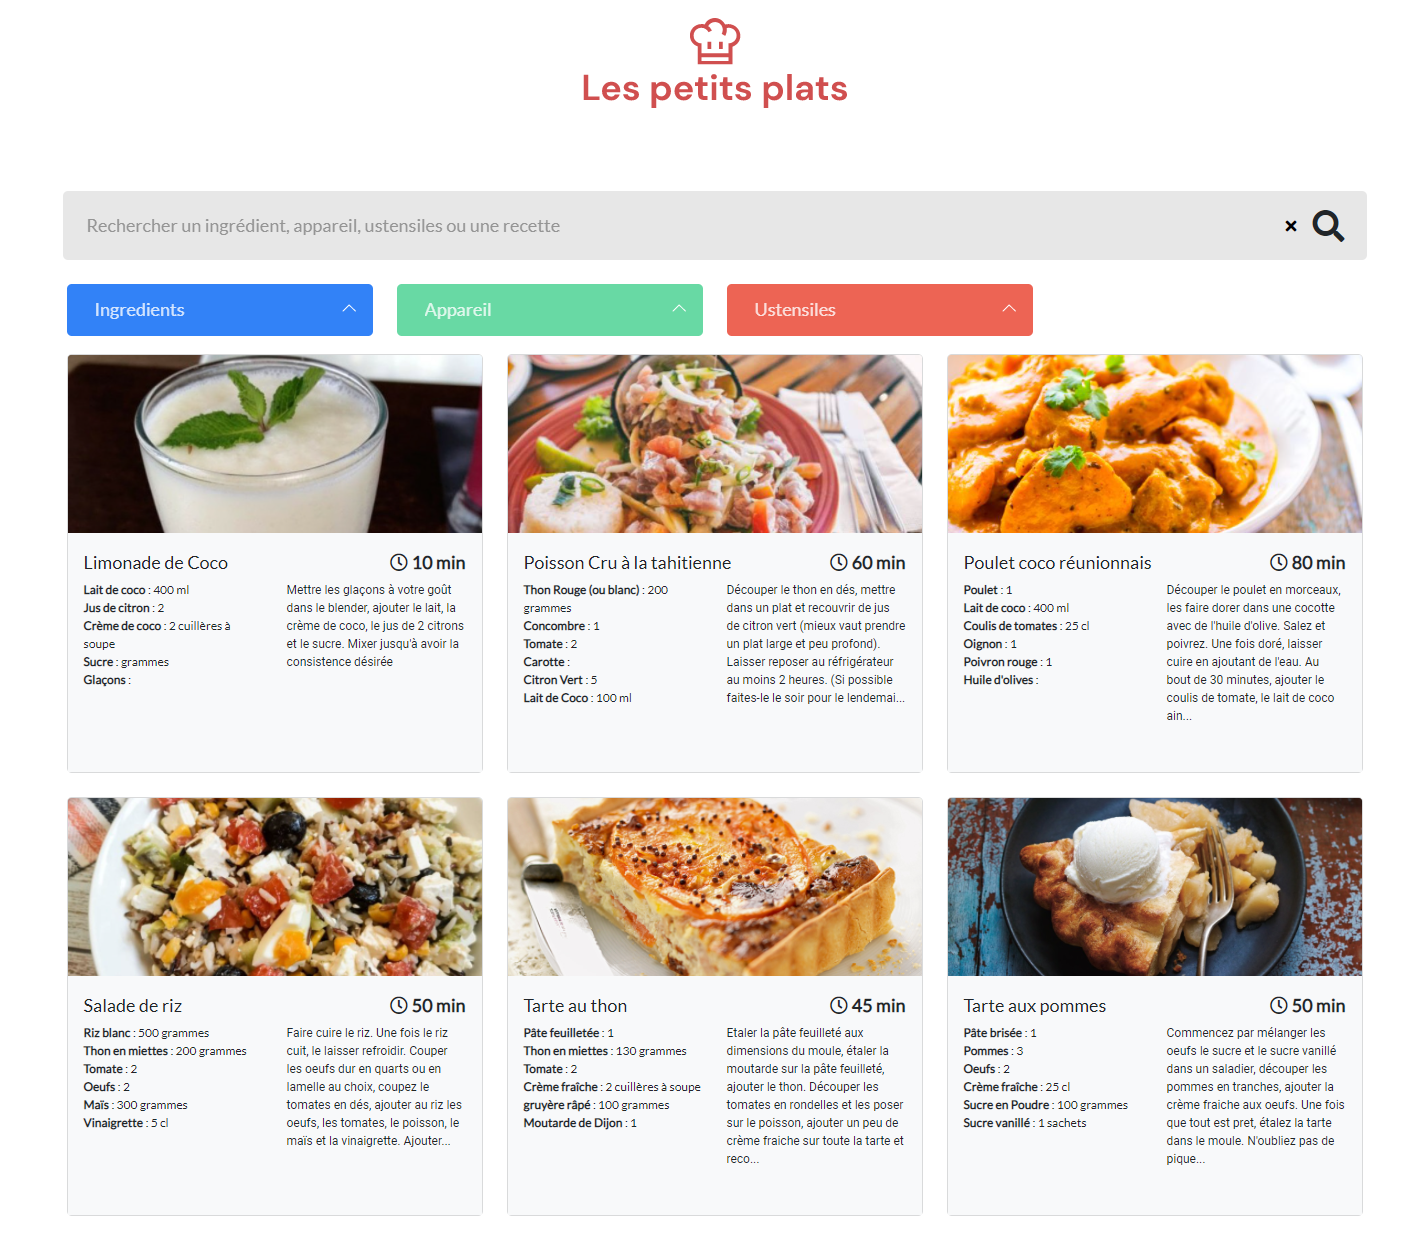 Les petits plats
Rechercher un ingrédient, appareil, ustensiles ou une recette
Ingredients
Appareil
Ustensiles
Limonade de Coco
10 min
Lait de coco : 400 ml
Jus de citron : 2
Crème de coco : 2 cuillères à
soupe
Sucre : grammes
Glaçons :
Mettre les glaçons à votre goût
dans le blender, ajouter le lait, la
crème de coco, le jus de 2 citrons
et le sucre. Mixer jusqu'à avoir la
consistence désirée
Poisson Cru à la tahitienne
60 min
Thon Rouge (ou blanc) : 200
grammes
Concombre : 1
Tomate : 2
Carotte :
Citron Vert : 5
Lait de Coco : 100 ml
Découper le thon en dés, mettre
dans un plat et recouvrir de jus
de citron vert (mieux vaut prendre
un plat large et peu profond).
Laisser reposer au réfrigérateur
au moins 2 heures. (Si possible
faites-le le soir pour le lendemai...
Poulet coco réunionnais
80 min
Poulet : 1
Lait de coco : 400 ml
Coulis de tomates : 25 cl
Oignon : 1
Poivron rouge : 1
Huile d'olives :
Découper le poulet en morceaux,
les faire dorer dans une cocotte
avec de l'huile d'olive. Salez et
poivrez. Une fois doré, laisser
cuire en ajoutant de l'eau. Au
bout de 30 minutes, ajouter le
coulis de tomate, le lait de coco
ain...
Salade de riz
50 min
Riz blanc : 500 grammes
Thon en miettes : 200 grammes
Tomate : 2
Oeufs : 2
Maïs : 300 grammes
Vinaigrette : 5 cl
Faire cuire le riz. Une fois le riz
cuit, le laisser refroidir. Couper
les oeufs dur en quarts ou en
lamelle au choix, coupez le
tomates en dés, ajouter au riz les
oeufs, les tomates, le poisson, le
maïs et la vinaigrette. Ajouter...
Tarte au thon
45 min
Pâte feuilletée : 1
Thon en miettes : 130 grammes
Tomate : 2
Crème fraîche : 2 cuillères à soupe
gruyère râpé : 100 grammes
Moutarde de Dijon : 1
Etaler la pâte feuilleté aux
dimensions du moule, étaler la
moutarde sur la pâte feuilleté,
ajouter le thon. Découper les
tomates en rondelles et les poser
sur le poisson, ajouter un peu de
crème fraiche sur toute la tarte et
reco...
Tarte aux pommes
50 min
Pâte brisée : 1
Pommes : 3
Oeufs : 2
Crème fraîche : 25 cl
Sucre en Poudre : 100 grammes
Sucre vanillé : 1 sachets
Commencez par mélanger les
oeufs le sucre et le sucre vanillé
dans un saladier, découper les
pommes en tranches, ajouter la
crème fraiche aux oeufs. Une fois
que tout est pret, étalez la tarte
dans le moule. N'oubliez pas de
pique...